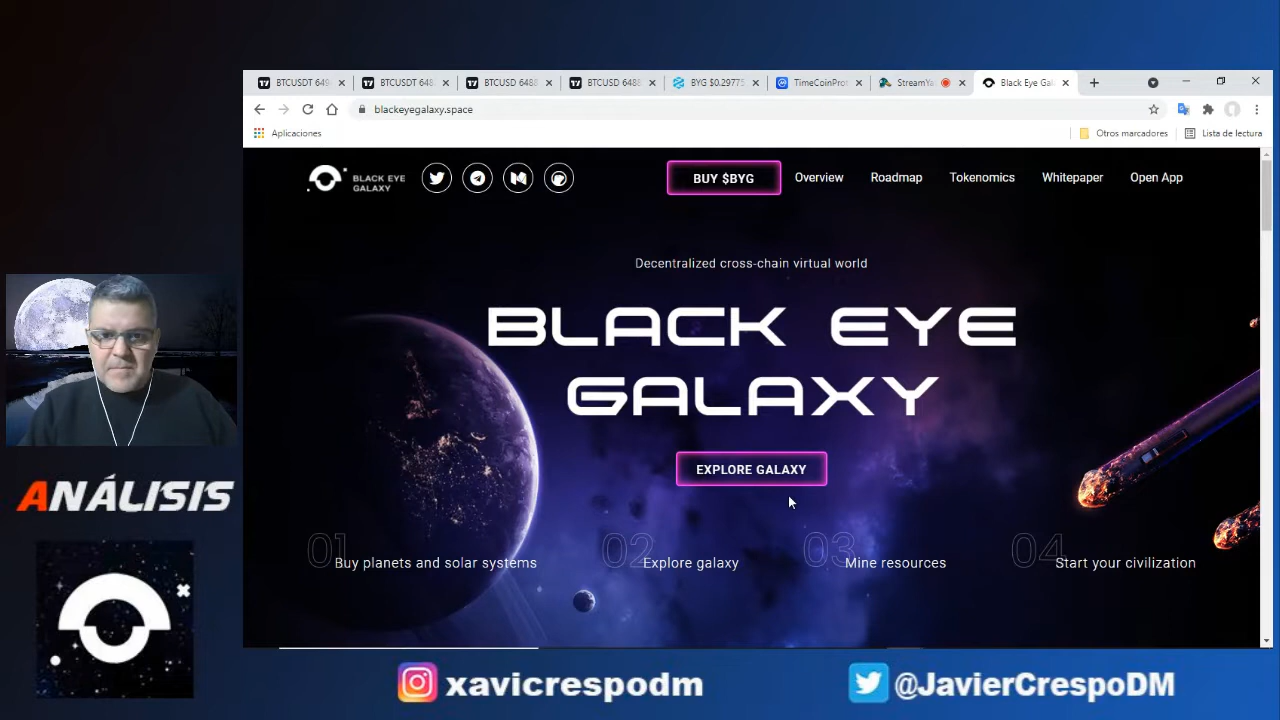 BTCUSDT 649
BTCUSDT 648
BTCUSD 6488
BTCUSD 6488
BYG $0.29775
TimeCoinPro
StreamYa
Black Eye Gal
blackeyegalaxy.space
Aplicaciones
Otros marcadores
Lista de lectura
BLACK EYE
GALAXY
BUY $BYG
Overview
Roadmap
Tokenomics
Whitepaper
Open App
Decentralized cross-chain virtual world
BLACK EYE
GALAXY
EXPLORE GALAXY
01 Buy planets and solar systems
02 Explore galaxy
03 Mine resources
04 Start your civilization
ANÁLISIS
xavicrespodm
@JavierCrespoDM